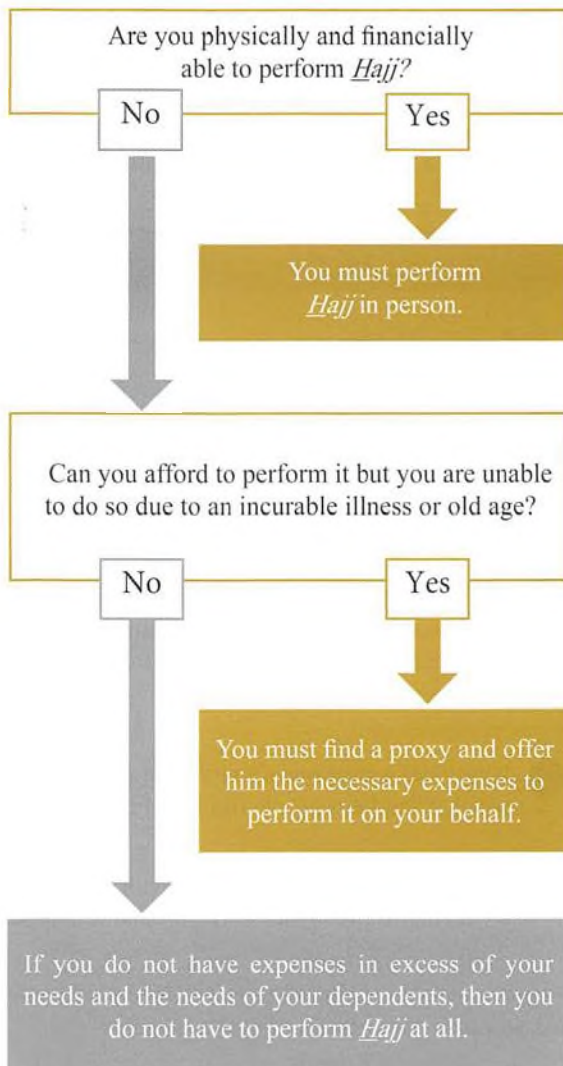 Are you physically and financially
able to perform Hajj?
No
Yes
You must perform
Hajj in person.
Can you afford to perform it but you are unable
to do so due to an incurable illness or old age?
No
Yes
You must find a proxy and offer
him the necessary expenses to
perform it on your behalf.
If you do not have expenses in excess of your
needs and the needs of your dependents, then you
do not have to perform Hajj at all.